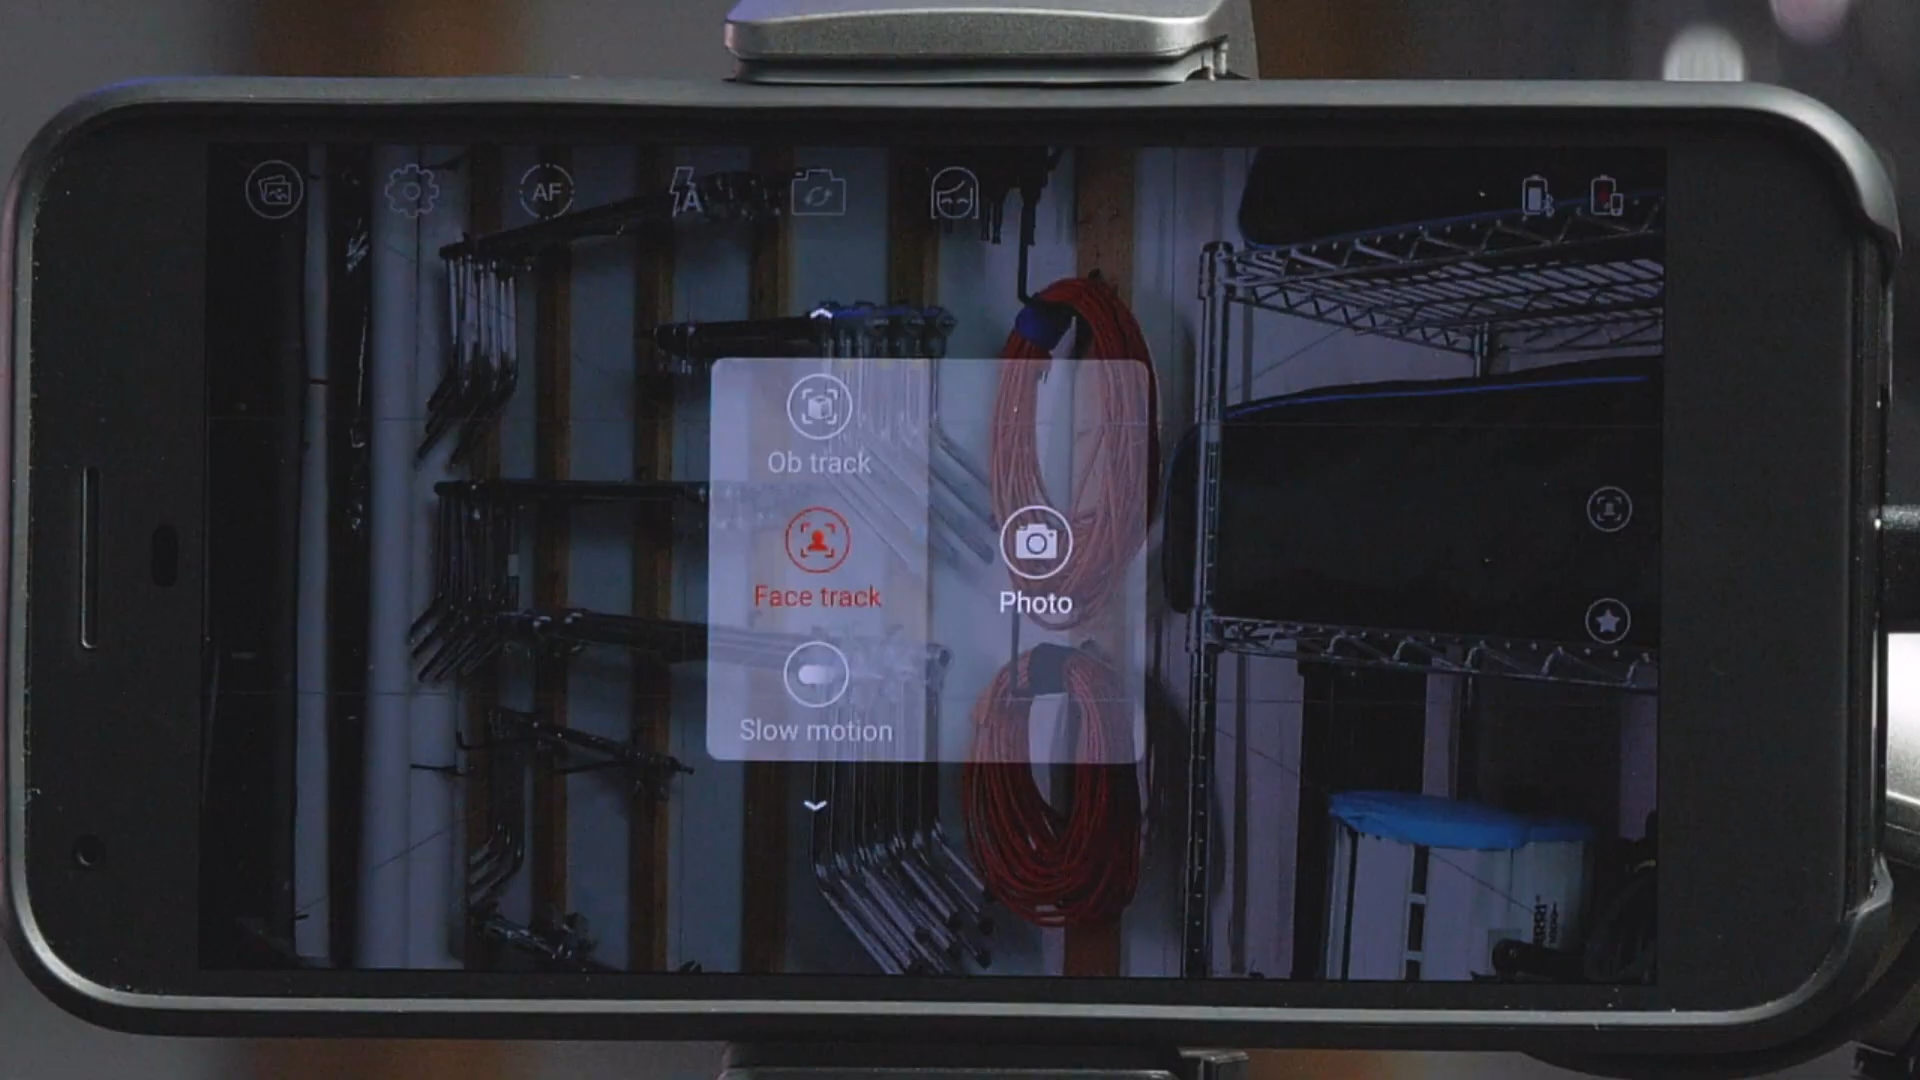 AF
A
Ob track
Face track
Photo
Slow motion